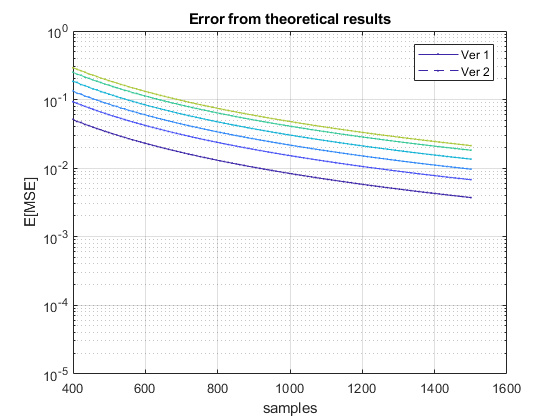 Error from theoretical results
Ver 1
Ver 2
E[MSE]
10^0
10^-1
10^-2
10^-3
10^-4
10^-5
400 600 800 1000 1200 1400 1600
samples